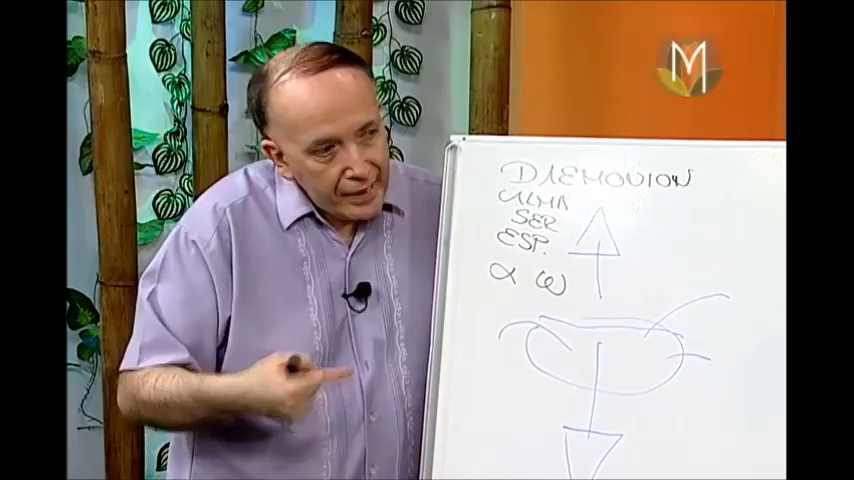 M
DAEMONION
ALMA
SER
ESP.
α ω